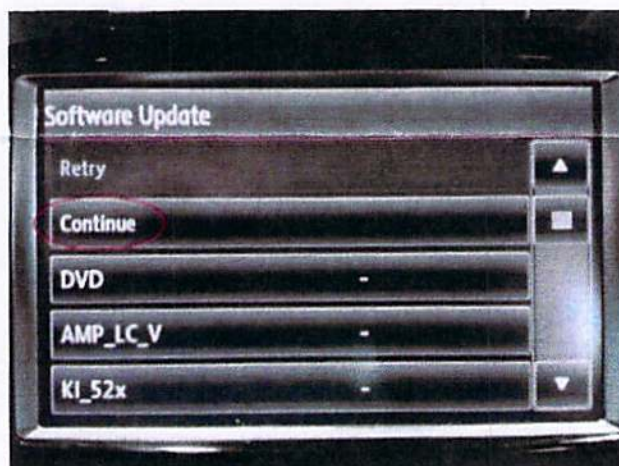 Software Update
Retry
Continue
DVD -
AMP_LC_V -
KI_52x -